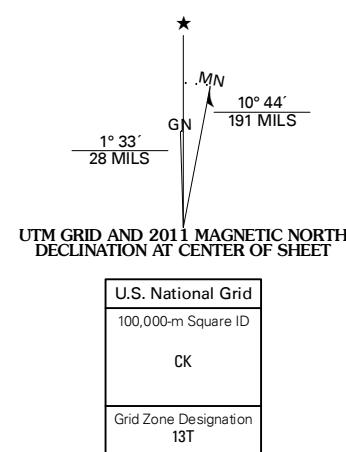 ★
MN
10° 44´
191 MILS
GN
1° 33´
28 MILS
UTM GRID AND 2011 MAGNETIC NORTH
DECLINATION AT CENTER OF SHEET
U.S. National Grid
100,000-m Square ID
CK
Grid Zone Designation
13T